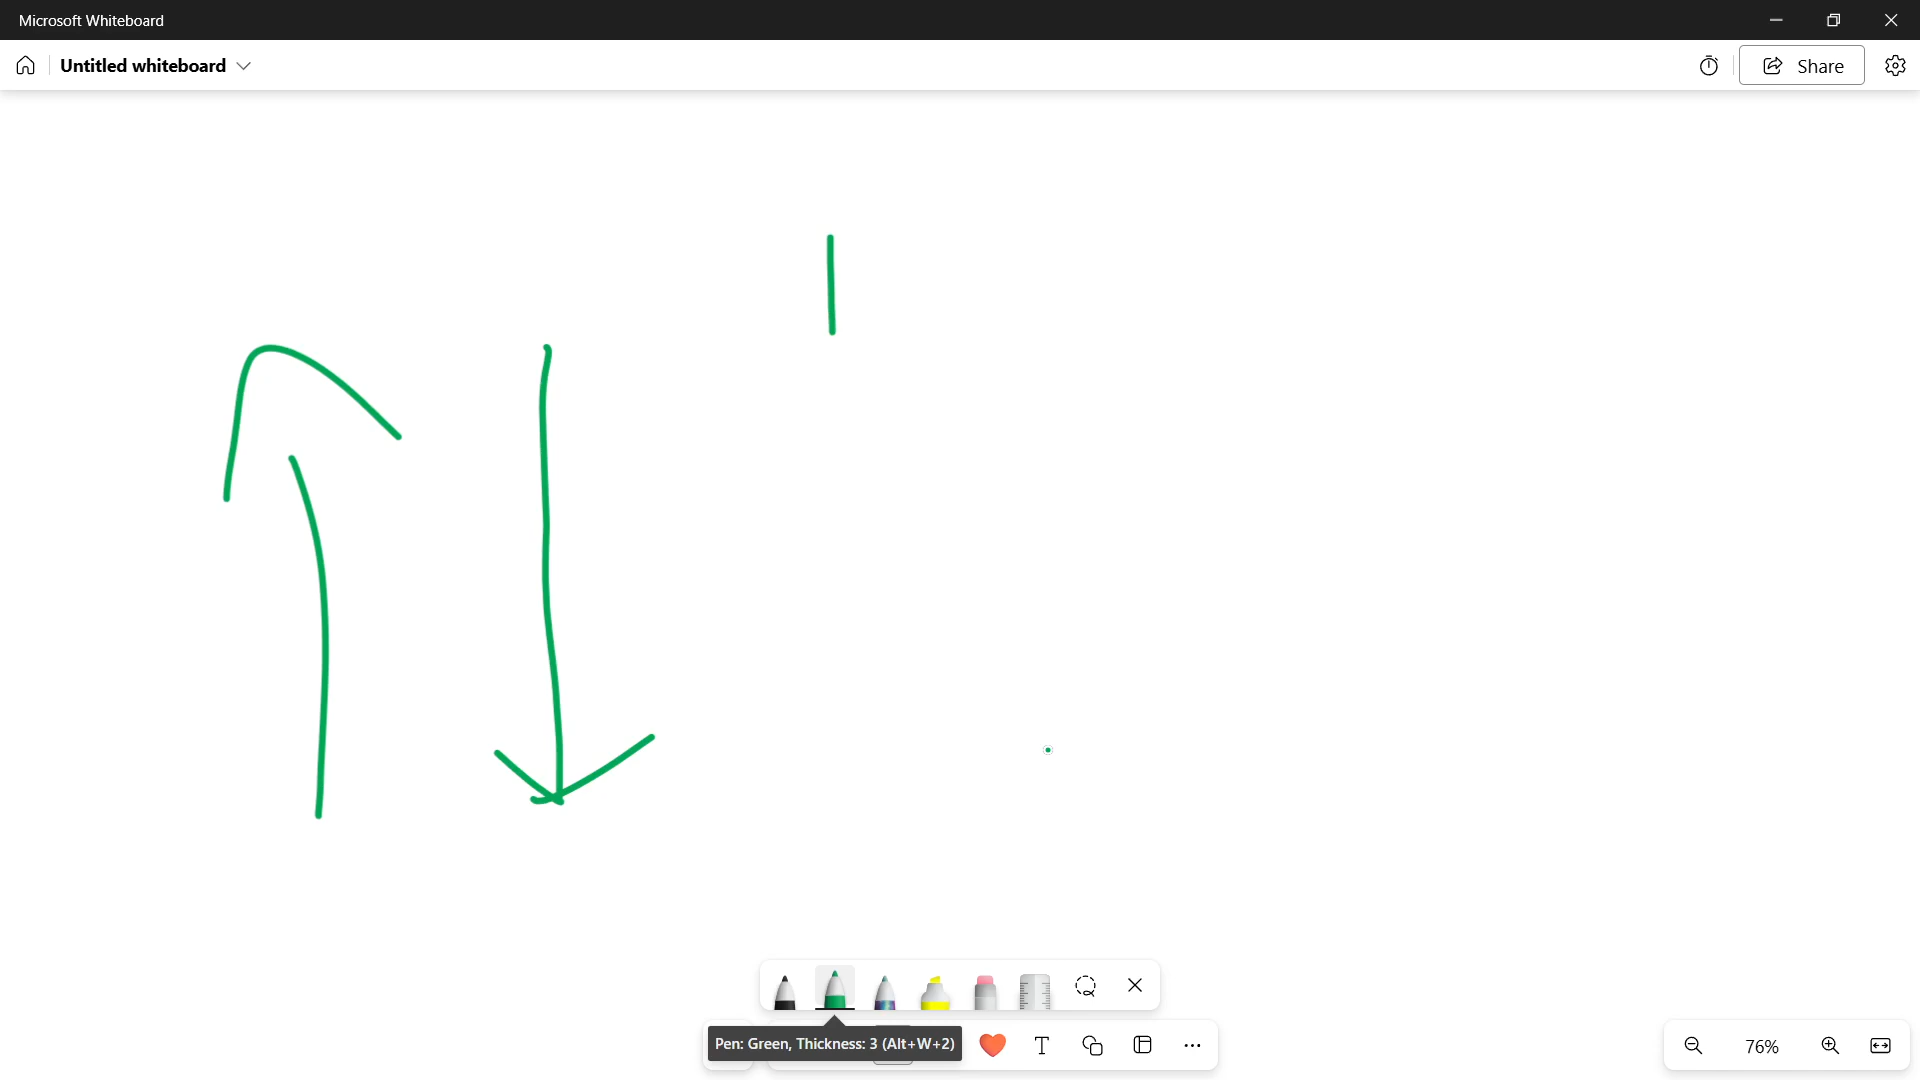 Microsoft Whiteboard
Untitled whiteboard
Share
Pen: Green, Thickness: 3 (Alt+W+2)
76%